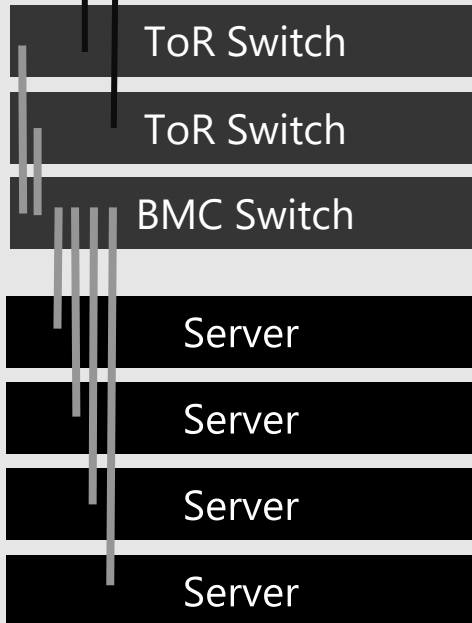 ToR Switch
ToR Switch
BMC Switch
Server
Server
Server
Server